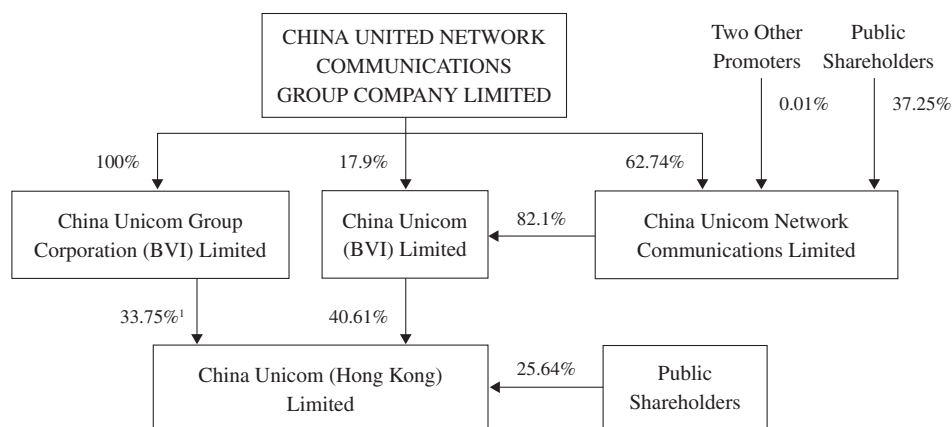 CHINA UNITED NETWORK
COMMUNICATIONS
GROUP COMPANY LIMITED
Two Other
Promoters
Public
Shareholders
0.01%
37.25%
100%
17.9%
62.74%
China Unicom Group
Corporation (BVI) Limited
China Unicom
(BVI) Limited
82.1%
China Unicom Network
Communications Limited
33.75%¹
40.61%
China Unicom (Hong Kong)
Limited
25.64%
Public
Shareholders